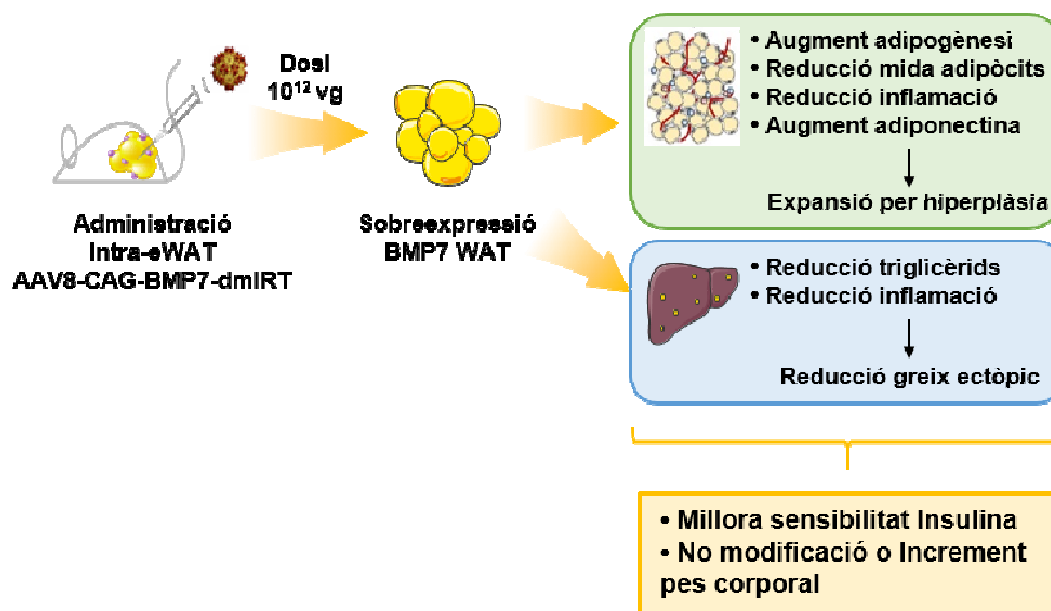 Dosi
10¹² vg
Administració
Intra-eWAT
AAV8-CAG-BMP7-dmiRT
Sobreexpressió
BMP7 WAT
• Augment adipogènesi
• Reducció mida adipòcits
• Reducció inflamació
• Augment adiponectina
Expansió per hiperplàsia
• Reducció triglicèrids
• Reducció inflamació
Reducció greix ectòpic
• Millora sensibilitat Insulina
• No modificació o Increment
pes corporal